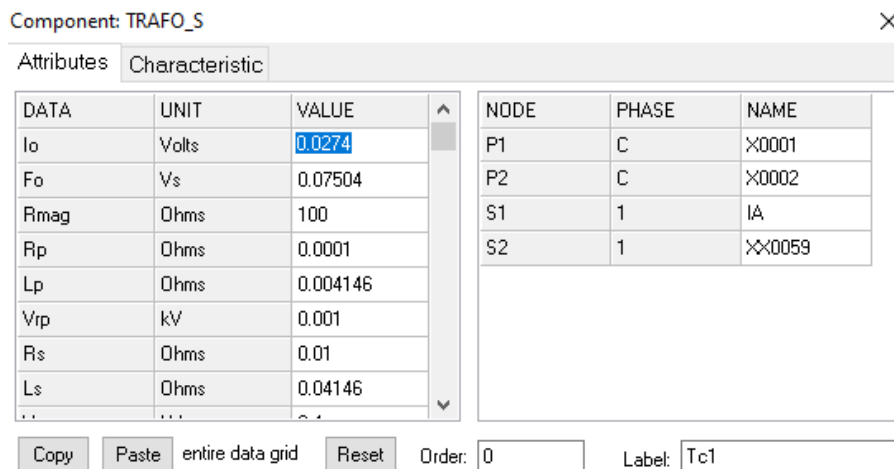 Component: TRAFO_S
Attributes Characteristic
DATA UNIT VALUE
Io Volts 0.0274
Fo Vs 0.07504
Rmag Ohms 100
Rp Ohms 0.0001
Lp Ohms 0.004146
Vrp kV 0.001
Rs Ohms 0.01
Ls Ohms 0.04146
NODE PHASE NAME
P1 C X0001
P2 C X0002
S1 1 IA
S2 1 XX0059
Copy Paste entire data grid Reset Order: 0 Label: Tc1